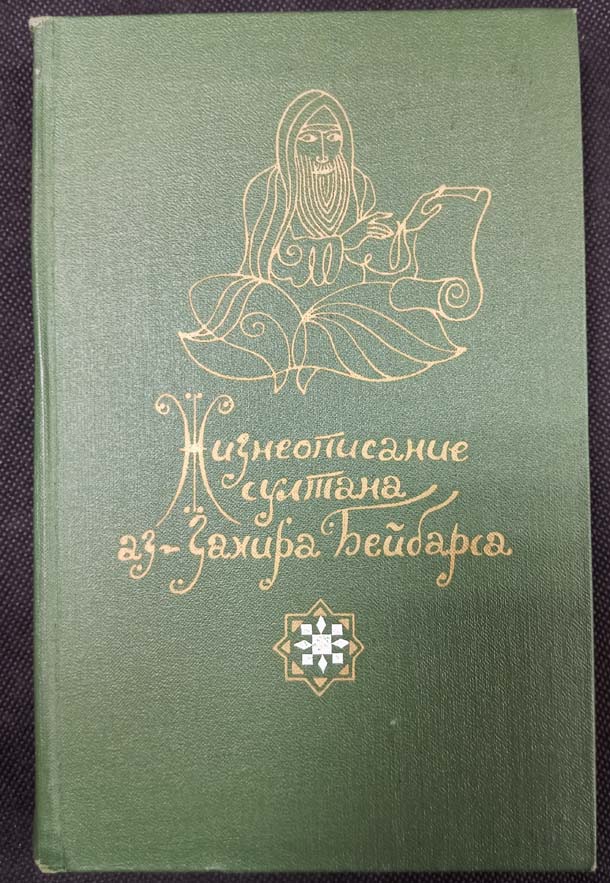 Жизнеописание
султана
аз-Захира Бейбарса